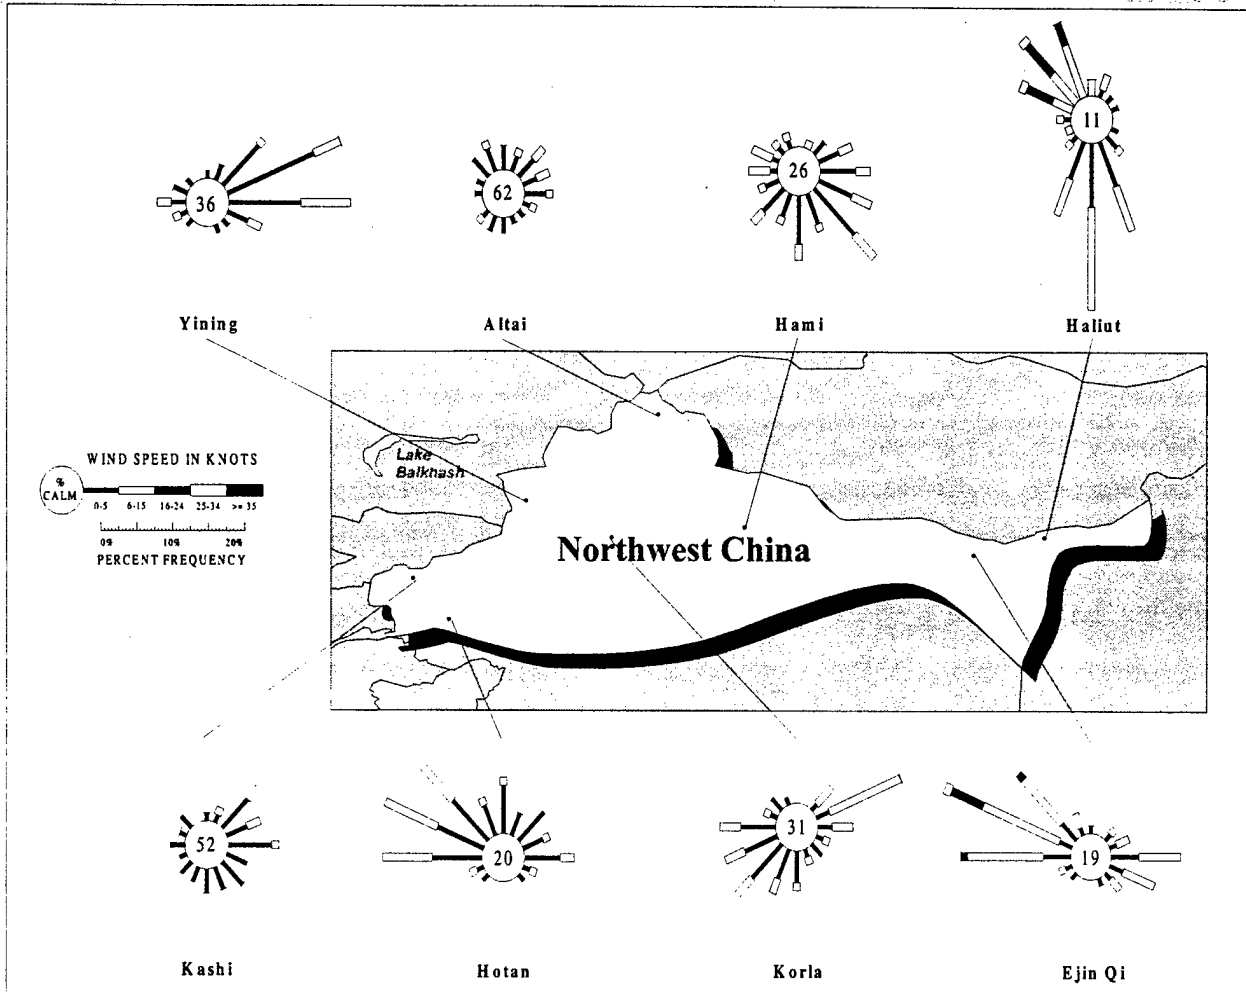 36
62
26
11
Yining
Altai
Hami
Haliut
Lake
Balkhash
WIND SPEED IN KNOTS
%
CALM
0-5 6-15 16-24 25-34 >= 35
0% 10% 20%
PERCENT FREQUENCY
Northwest China
52
20
31
19
Kashi
Hotan
Korla
Ejin Qi